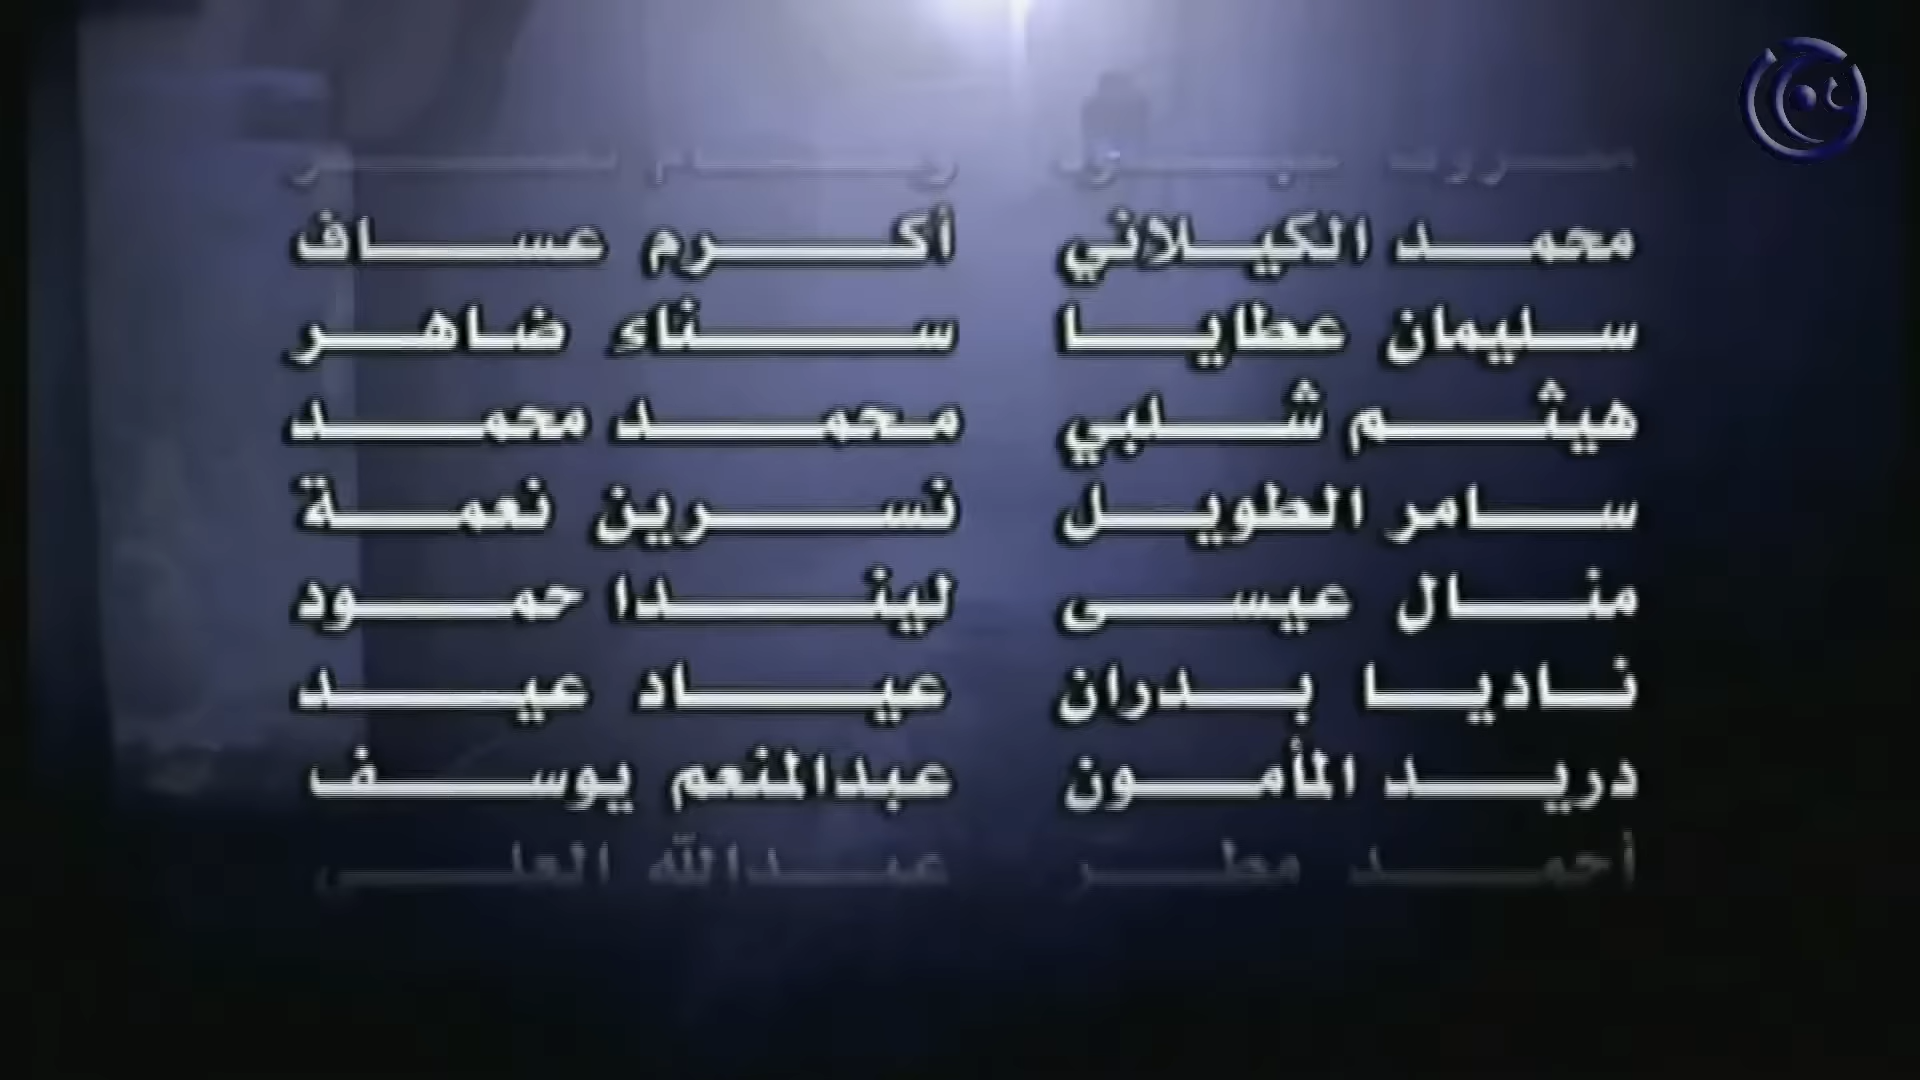 محمد الكيلاني أكرم عساف
سليمان عطايا سناء ضاهر
هيثم شلبي محمد محمد
سامر الطويل نسرين نعمة
منال عيسى ليندا حمود
ناديا بدران عياد عيد
دريد المأمون عبدالمنعم يوسف
أحمد مطر عبدالله العلي